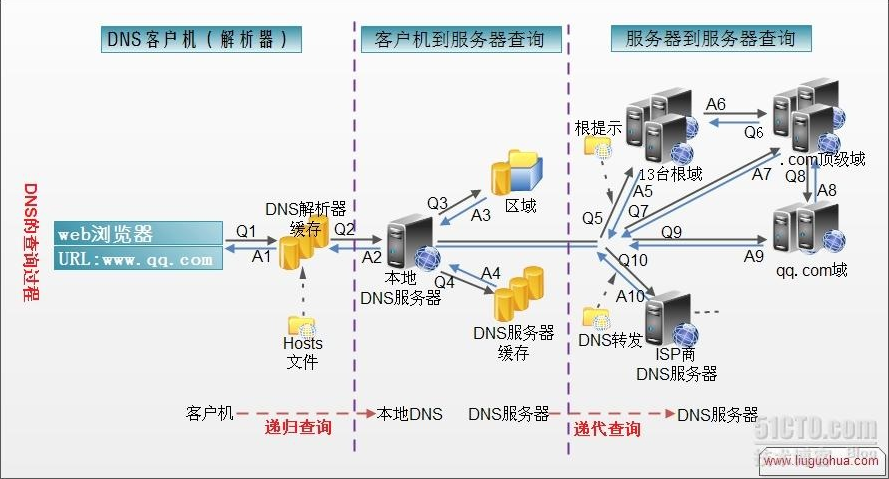 DNS客户机（解析器）
客户机到服务器查询
服务器到服务器查询
DNS的查询过程
web浏览器
URL:www.qq.com
Q1
A1
DNS解析器
缓存
Hosts
文件
Q2
A2
本地
DNS服务器
Q3
A3
区域
Q4
A4
DNS服务器
缓存
根提示
13台根域
Q5
A5
A6
Q6
.com顶级域
Q7
A7
Q8
A8
Q9
A9
qq.com域
Q10
A10
DNS转发
ISP商
DNS服务器
客户机
递归查询
本地DNS
DNS服务器
递代查询
DNS服务器
51CTO.com
技术博客 Blog
www.liuguohua.com